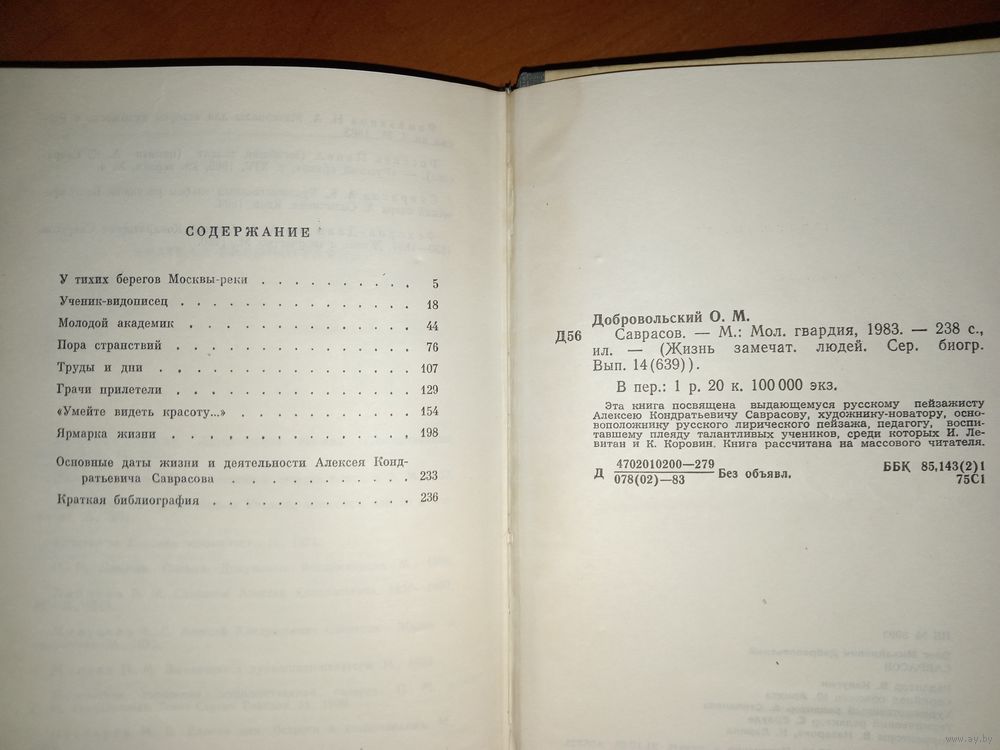 СОДЕРЖАНИЕ
У тихих берегов Москвы-реки . . . . . . . . . . 5
Ученик-видописец . . . . . . . . . . . . . . 18
Молодой академик . . . . . . . . . . . . . 44
Пора странствий . . . . . . . . . . . . . . 76
Труды и дни . . . . . . . . . . . . . . . 107
Грачи прилетели . . . . . . . . . . . . . . 129
«Умейте видеть красоту...» . . . . . . . . . . . 154
Ярмарка жизни . . . . . . . . . . . . . . 198
Основные даты жизни и деятельности Алексея Конд-
ратьевича Саврасова . . . . . . . . . . . 233
Краткая библиография . . . . . . . . . . . . 236
Добровольский О. М.
Д56 Саврасов. — М.: Мол. гвардия, 1983. — 238 с.,
ил. — (Жизнь замечат. людей. Сер. биогр.
Вып. 14(639)).
В пер.: 1 р. 20 к. 100 000 экз.
Эта книга посвящена выдающемуся русскому пейзажисту
Алексею Кондратьевичу Саврасову, художнику-новатору, осно-
воположнику русского лирического пейзажа, педагогу, воспи-
тавшему плеяду талантливых учеников, среди которых И. Ле-
витан и К. Коровин. Книга рассчитана на массового читателя.
Д 4702010200—279 Без объявл. ББК 85,143(2)1
078(02)—83 75С1
www.ay.by